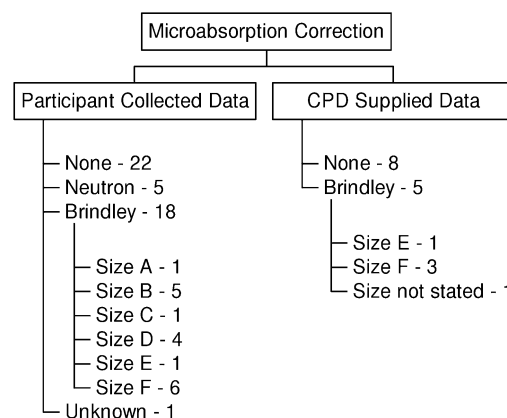 Microabsorption Correction
Participant Collected Data
CPD Supplied Data
None - 22
Neutron - 5
Brindley - 18
Size A - 1
Size B - 5
Size C - 1
Size D - 4
Size E - 1
Size F - 6
Unknown - 1
None - 8
Brindley - 5
Size E - 1
Size F - 3
Size not stated - 1